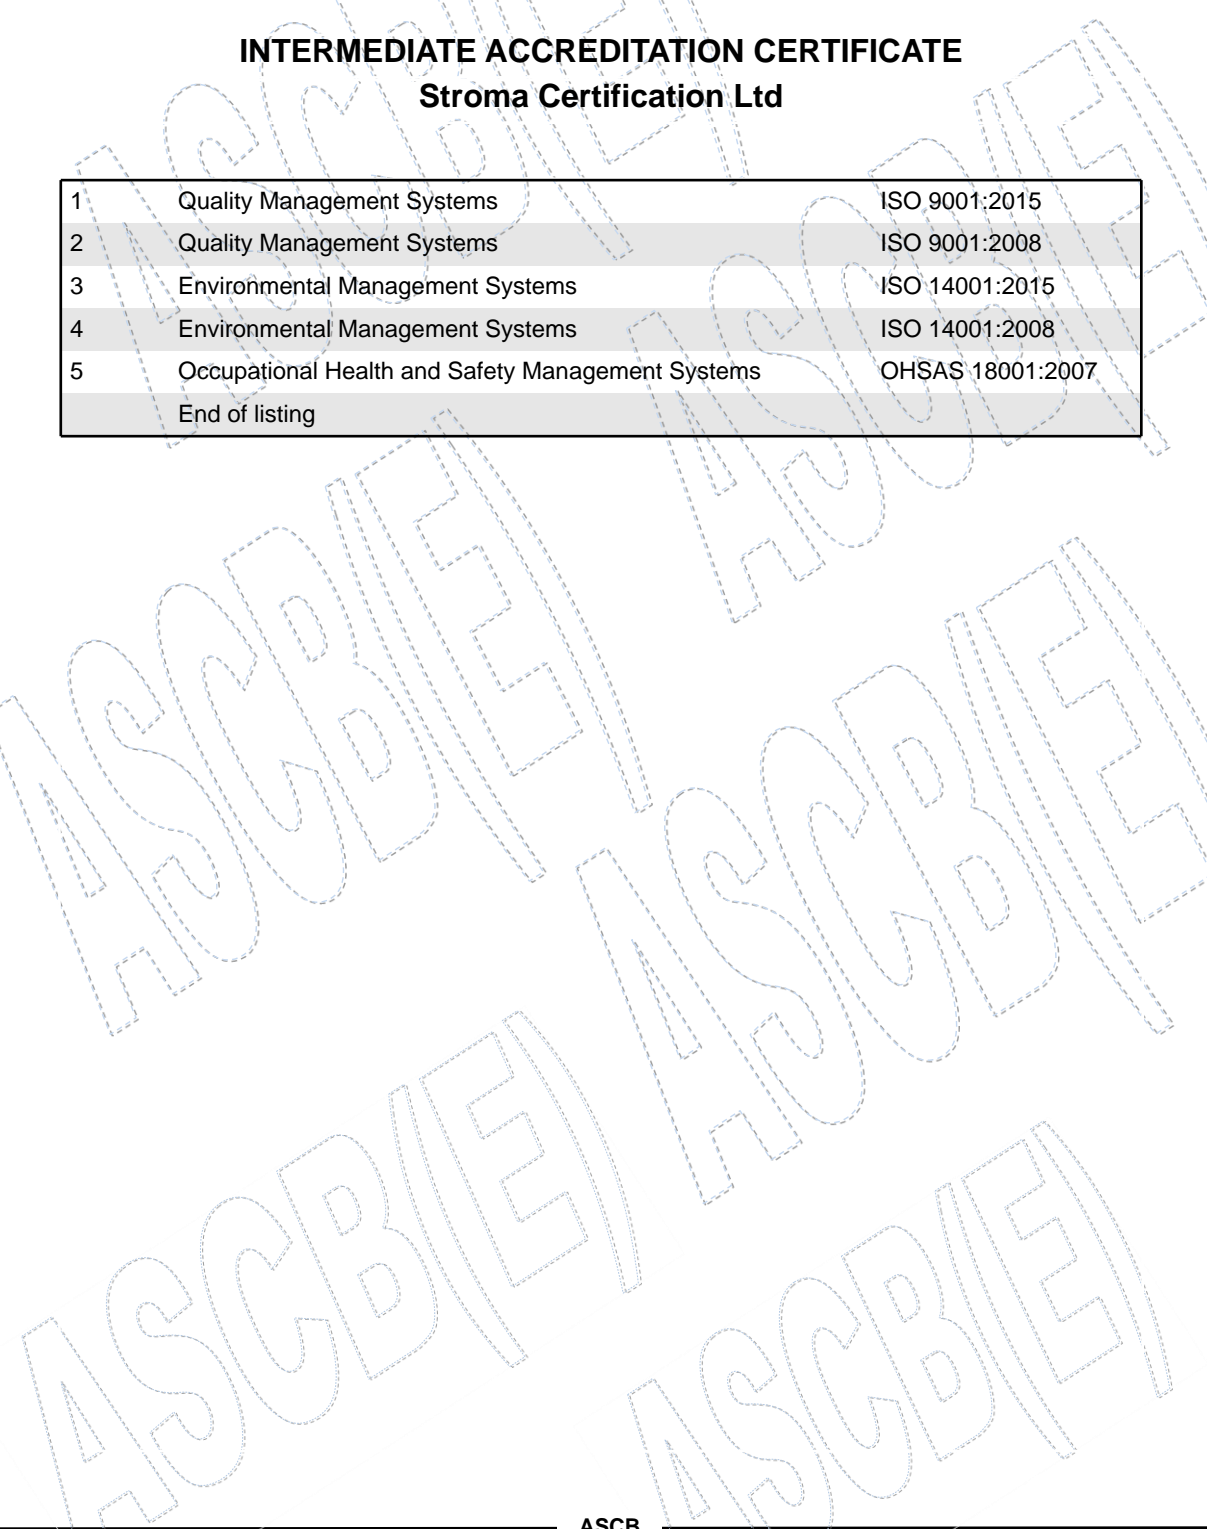 INTERMEDIATE ACCREDITATION CERTIFICATE
Stroma Certification Ltd
1 Quality Management Systems ISO 9001:2015
2 Quality Management Systems ISO 9001:2008
3 Environmental Management Systems ISO 14001:2015
4 Environmental Management Systems ISO 14001:2008
5 Occupational Health and Safety Management Systems OHSAS 18001:2007
End of listing
ASCB(E)
ASCB(E)
ASCB(E)
ASCB(E)
ASCB(E)
ASCB(E)
ASCB